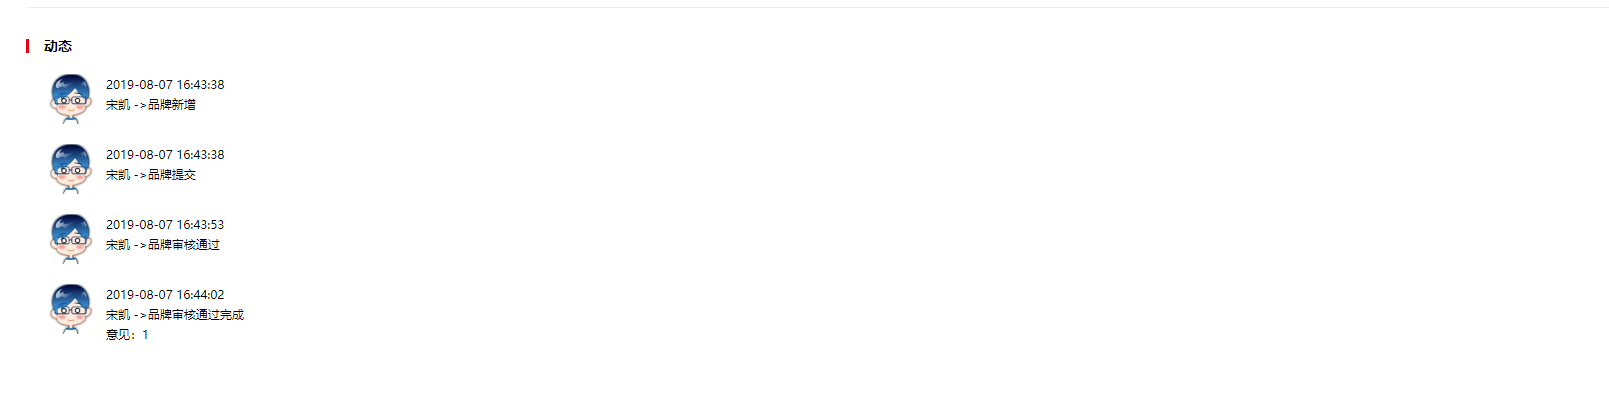 动态
2019-08-07 16:43:38
宋凯 ->品牌新增
2019-08-07 16:43:38
宋凯 ->品牌提交
2019-08-07 16:43:53
宋凯 ->品牌审核通过
2019-08-07 16:44:02
宋凯 ->品牌审核通过完成
意见：1